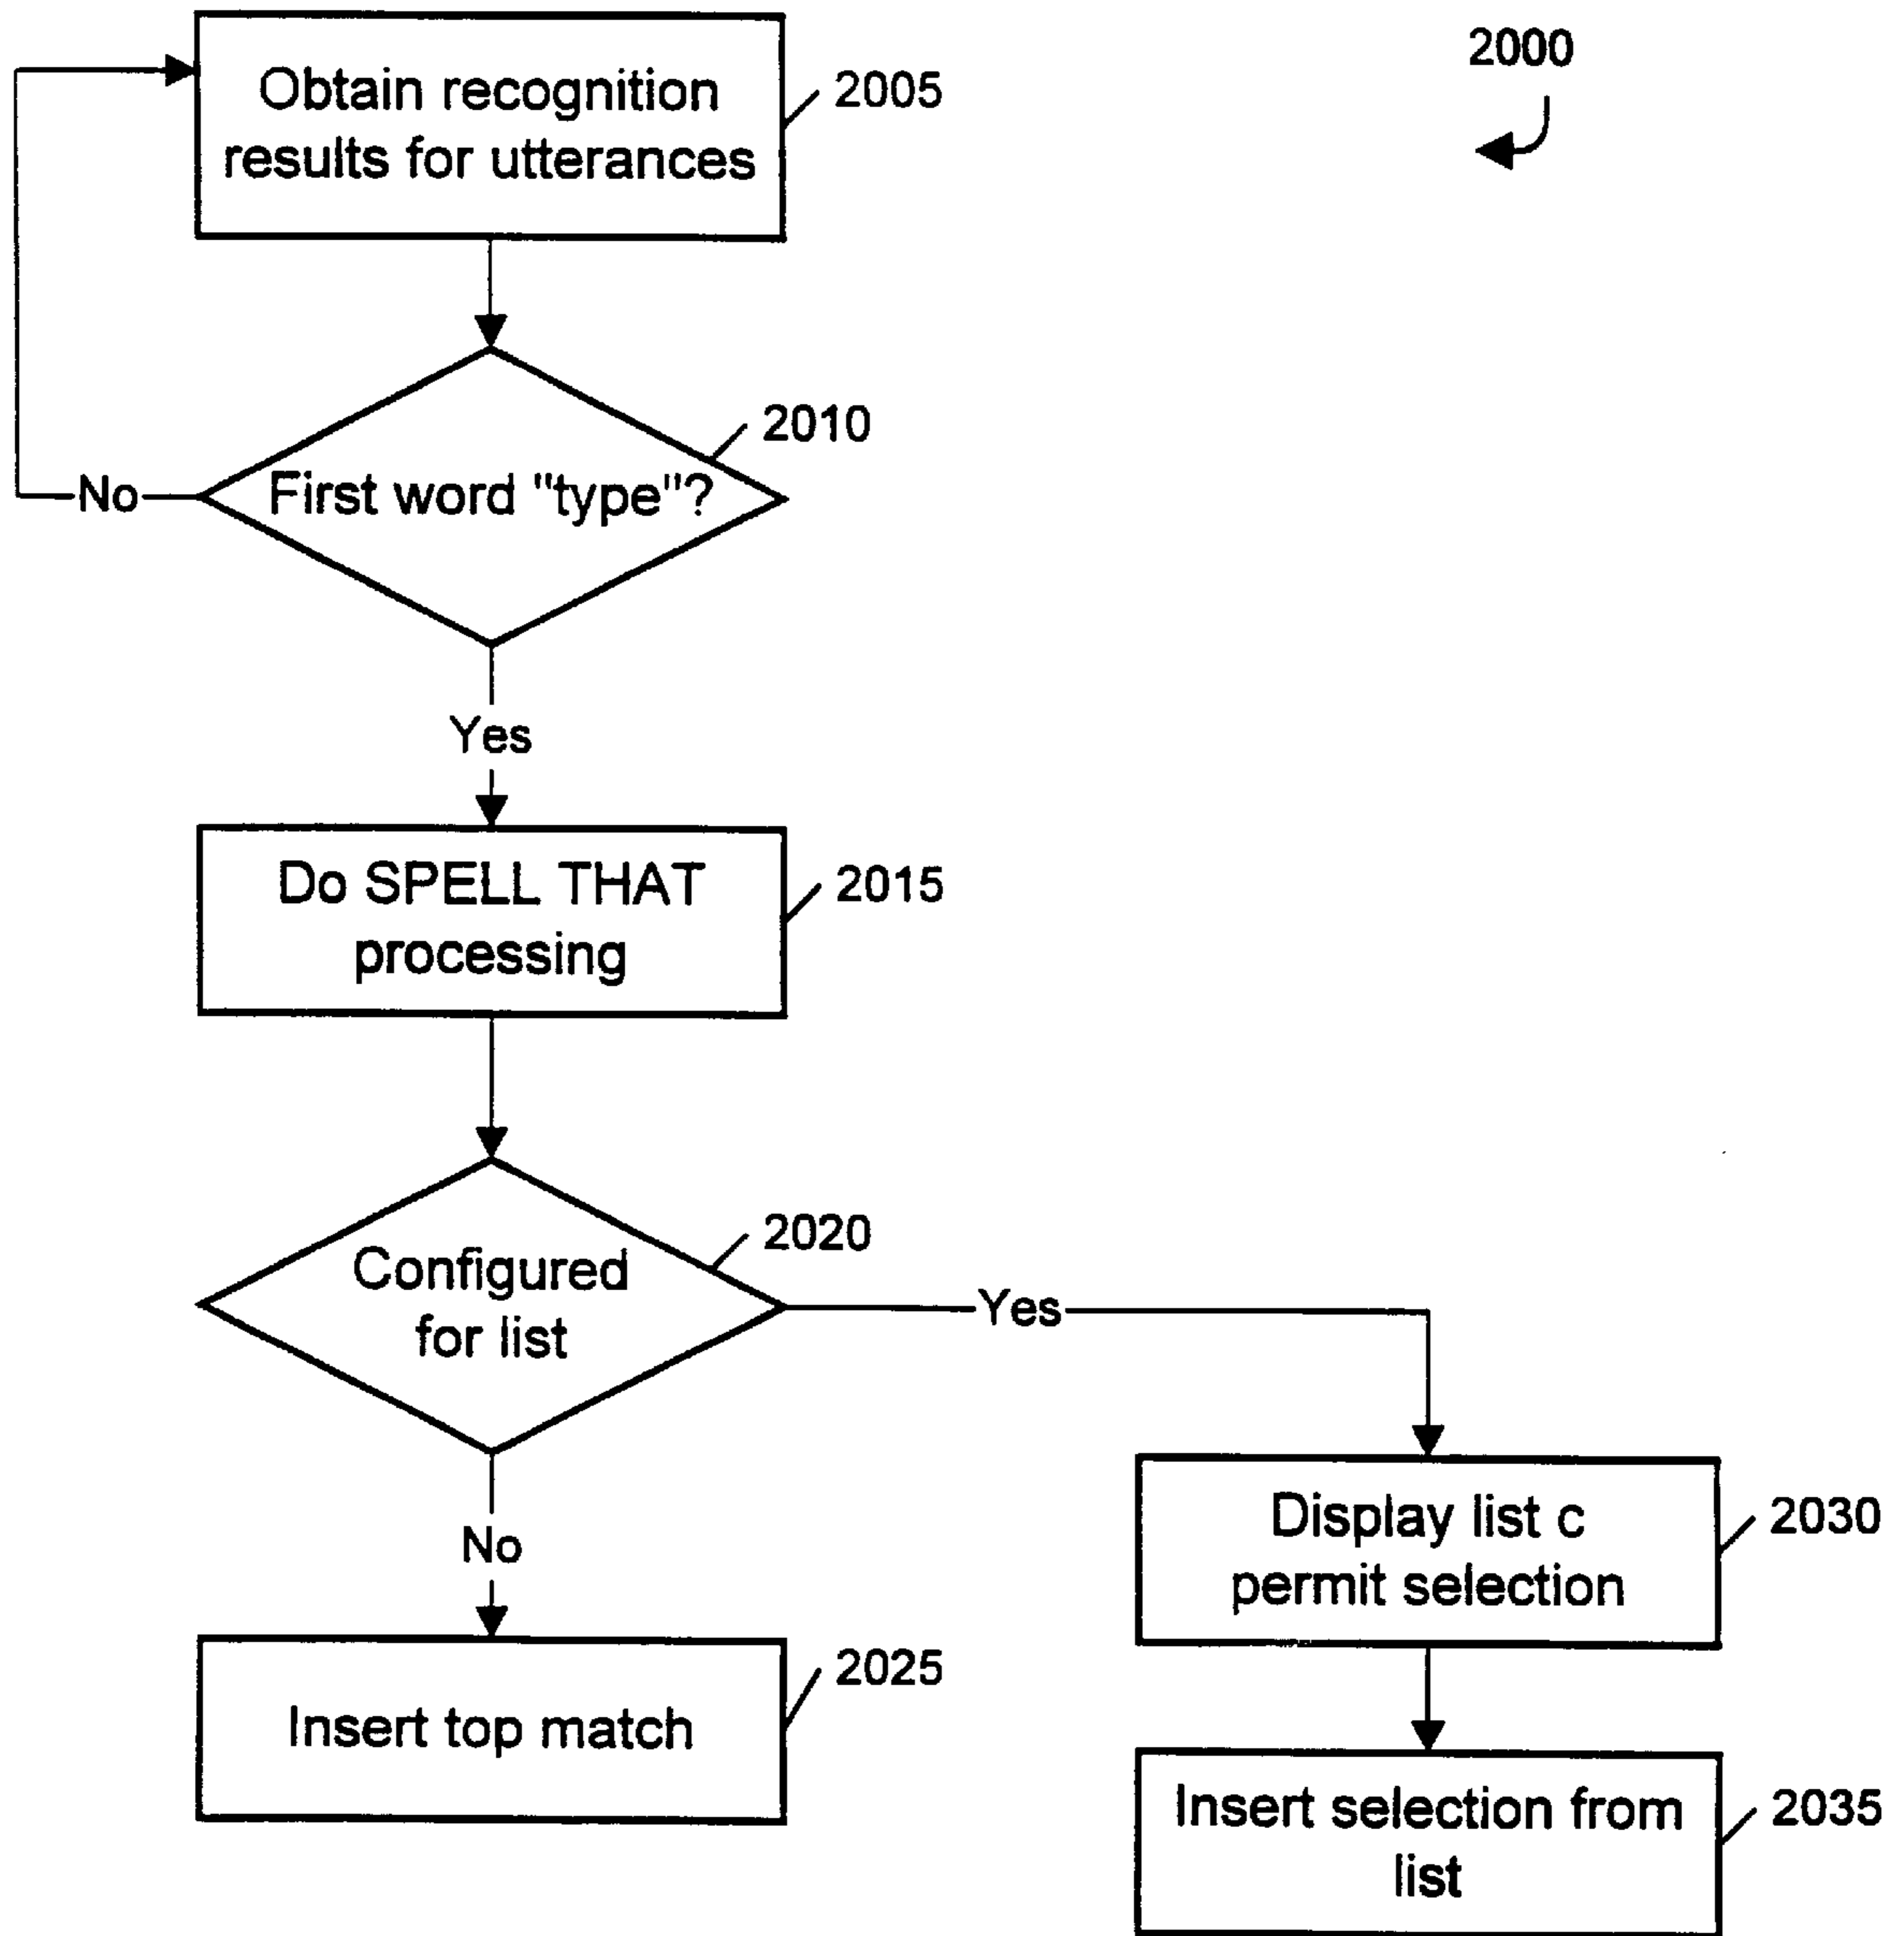 2000
Obtain recognition
results for utterances
2005
First word "type"?
2010
No
Yes
Do SPELL THAT
processing
2015
Configured
for list
2020
Yes
No
Insert top match
2025
Display list c
permit selection
2030
Insert selection from
list
2035